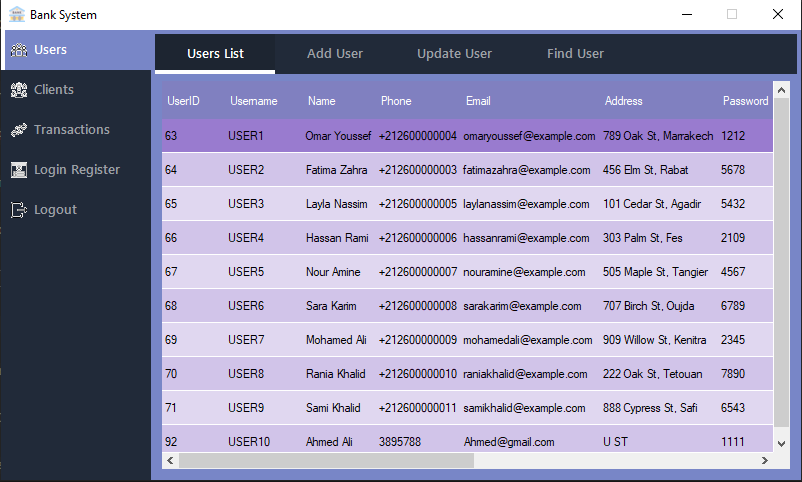 Bank System
Users
Clients
Transactions
Login Register
Logout
Users List Add User Update User Find User
UserID Username Name Phone Email Address Password
63 USER1 Omar Youssef +212600000004 omaryoussef@example.com 789 Oak St, Marrakech 1212
64 USER2 Fatima Zahra +212600000003 fatimazahra@example.com 456 Elm St, Rabat 5678
65 USER3 Layla Nassim +212600000005 laylanassim@example.com 101 Cedar St, Agadir 5432
66 USER4 Hassan Rami +212600000006 hassanrami@example.com 303 Palm St, Fes 2109
67 USER5 Nour Amine +212600000007 nouramine@example.com 505 Maple St, Tangier 4567
68 USER6 Sara Karim +212600000008 sarakarim@example.com 707 Birch St, Oujda 6789
69 USER7 Mohamed Ali +212600000009 mohamedali@example.com 909 Willow St, Kenitra 2345
70 USER8 Rania Khalid +212600000010 raniakhalid@example.com 222 Oak St, Tetouan 7890
71 USER9 Sami Khalid +212600000011 samikhalid@example.com 888 Cypress St, Safi 6543
92 USER10 Ahmed Ali 3895788 Ahmed@gmail.com U ST 1111